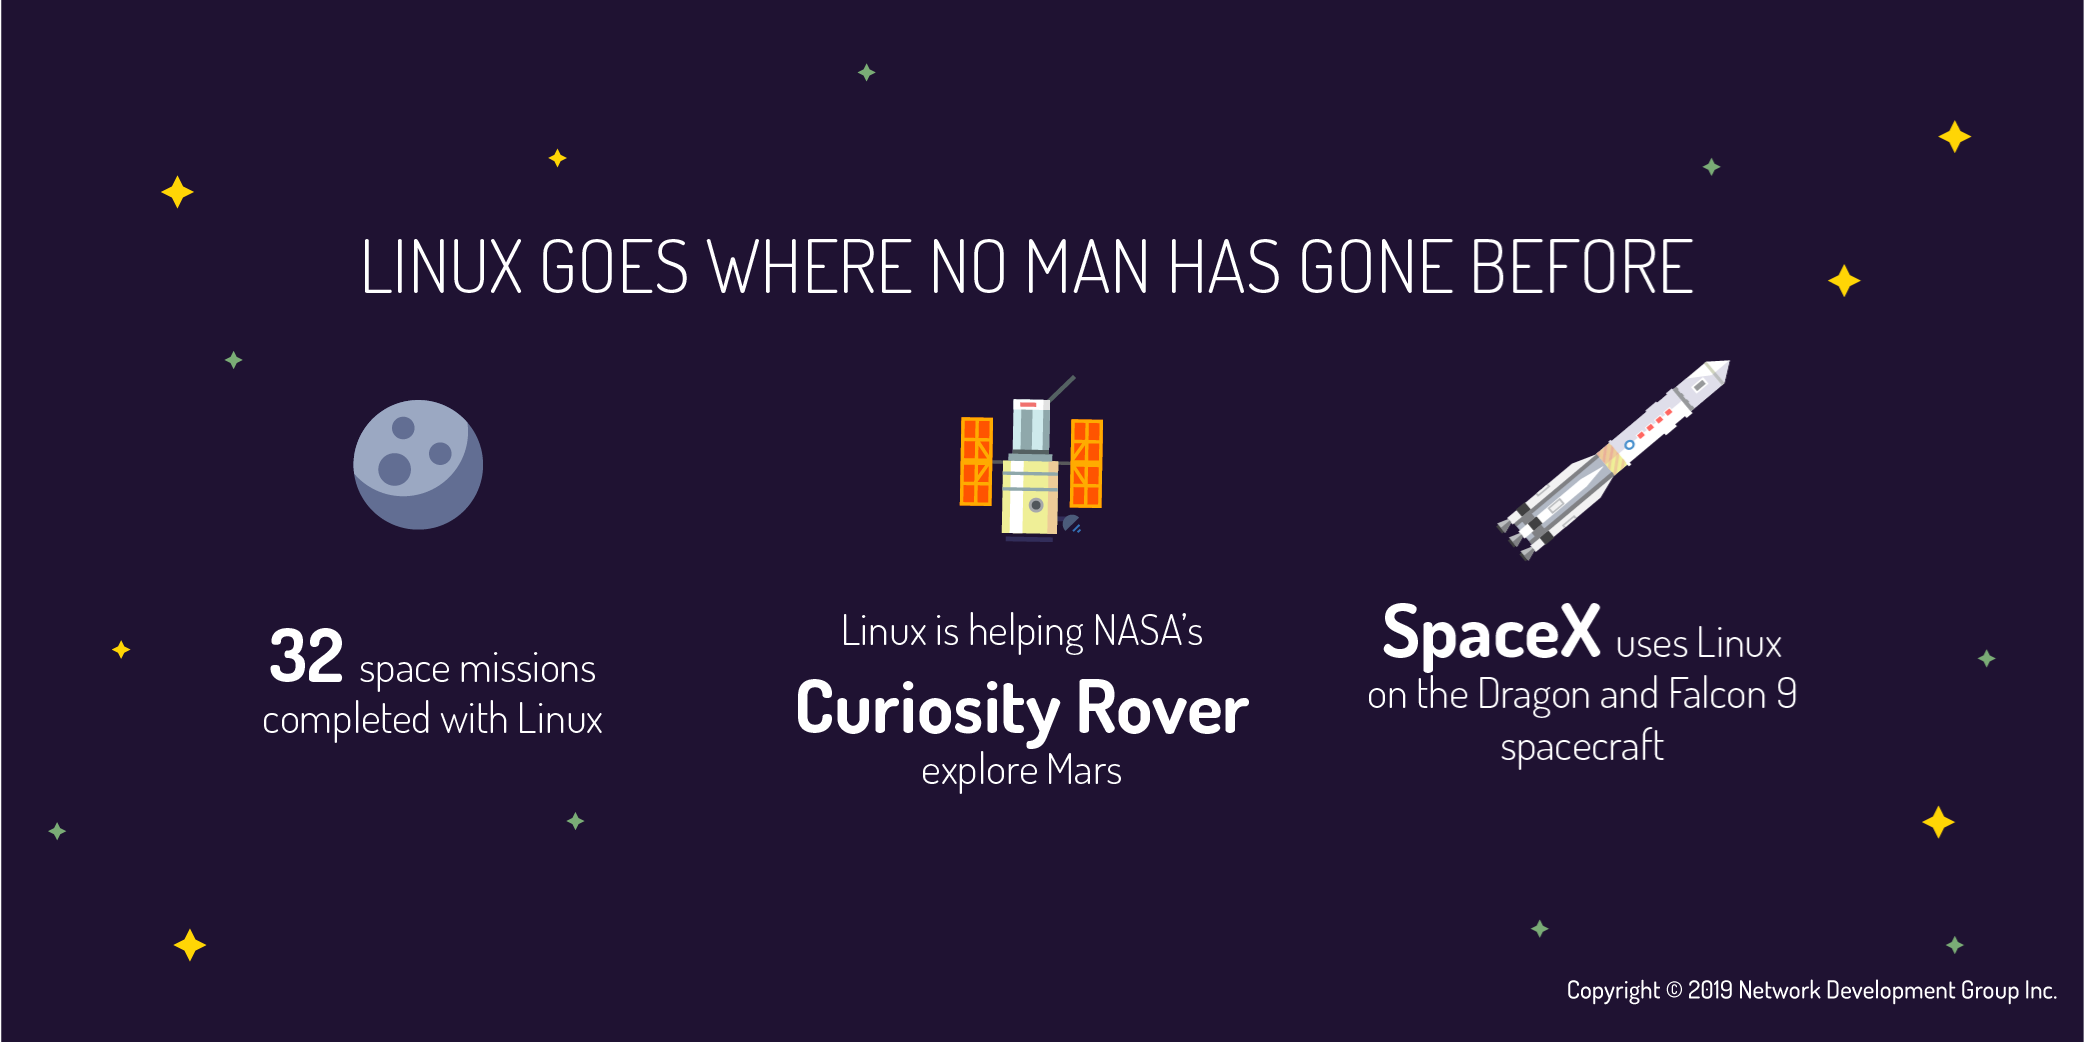 LINUX GOES WHERE NO MAN HAS GONE BEFORE
32 space missions
completed with Linux
Linux is helping NASA’s
Curiosity Rover
explore Mars
SpaceX uses Linux
on the Dragon and Falcon 9
spacecraft
Copyright © 2019 Network Development Group Inc.